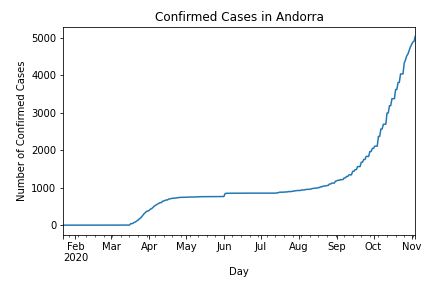 Confirmed Cases in Andorra
Number of Confirmed Cases
5000
4000
3000
2000
1000
0
Feb Mar Apr May Jun Jul Aug Sep Oct Nov
2020
Day